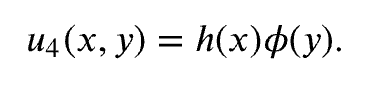 u₄(x, y) = h(x)ϕ(y).